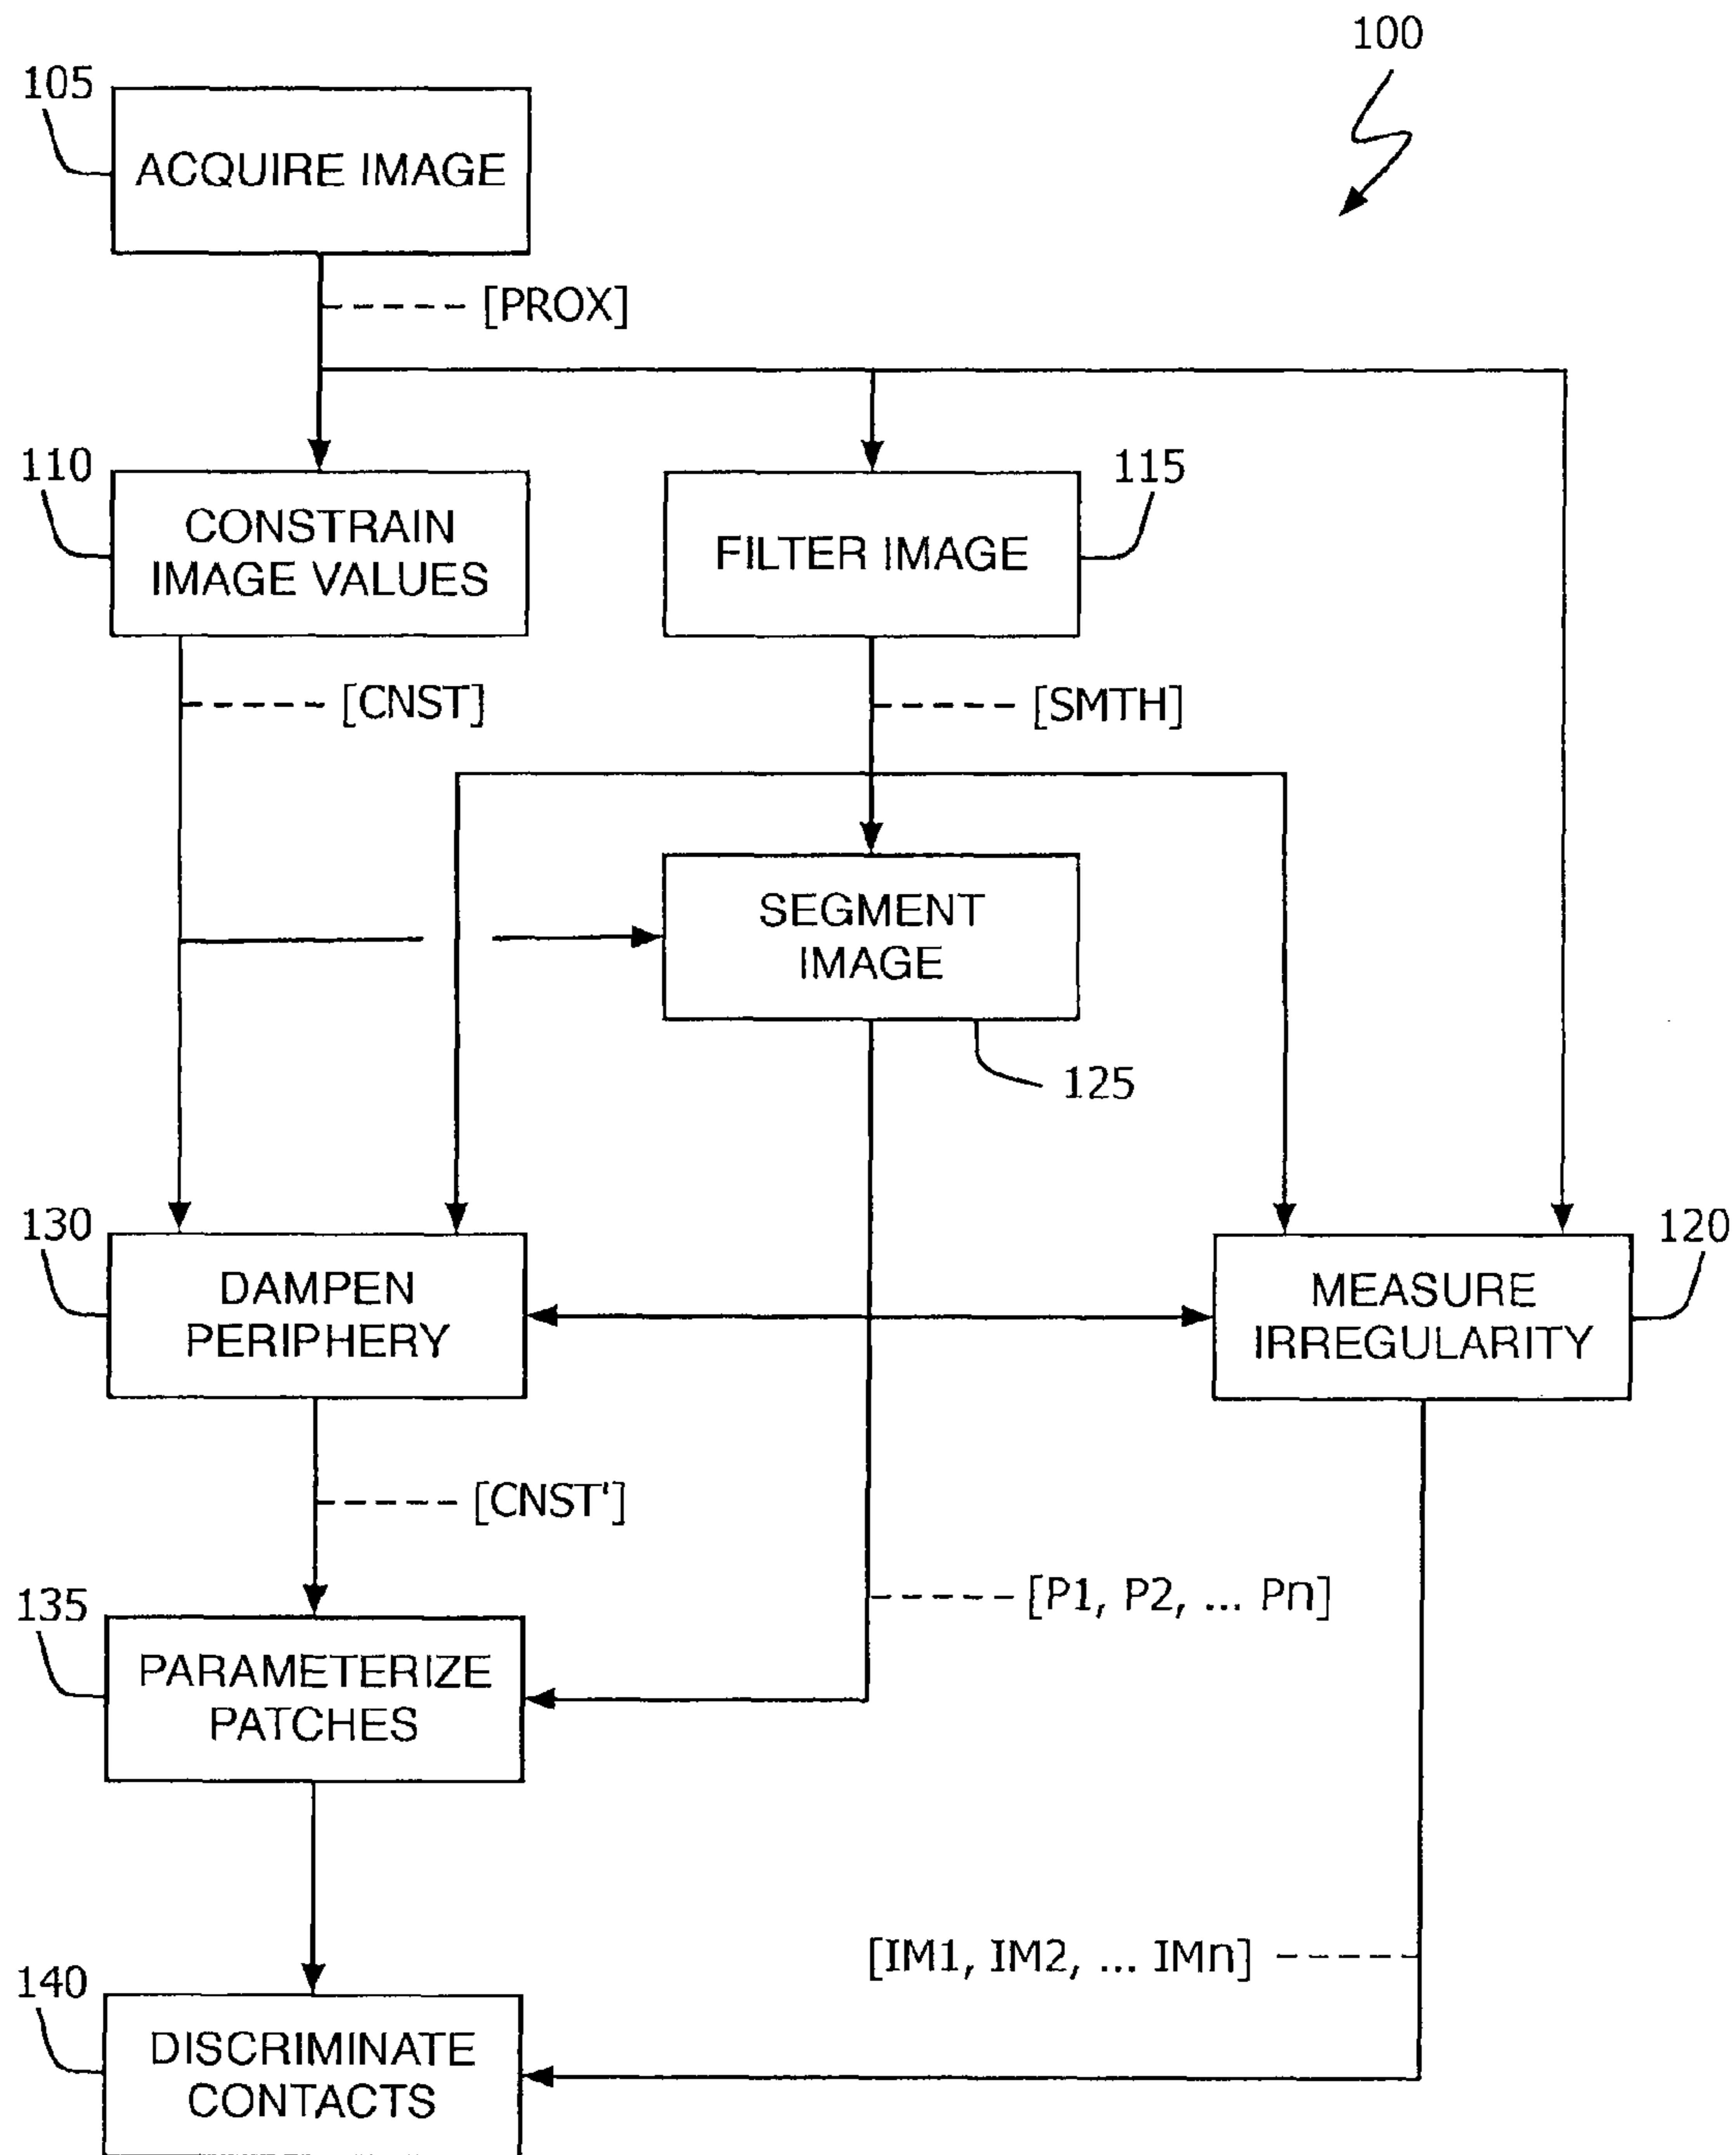 100
105
ACQUIRE IMAGE
[PROX]
110
CONSTRAIN
IMAGE VALUES
115
FILTER IMAGE
[CNST]
[SMTH]
SEGMENT
IMAGE
125
130
DAMPEN
PERIPHERY
120
MEASURE
IRREGULARITY
[CNST']
135
PARAMETERIZE
PATCHES
[P1, P2, ... Pn]
[IM1, IM2, ... IMn]
140
DISCRIMINATE
CONTACTS